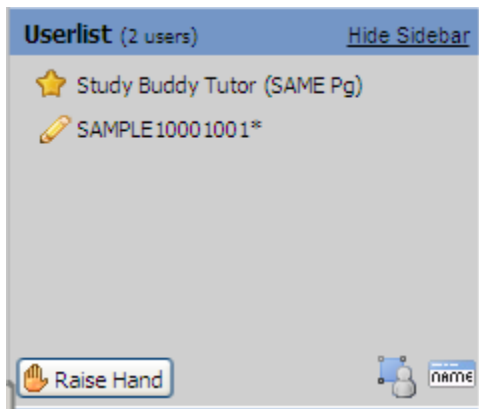 Userlist (2 users) Hide Sidebar
Study Buddy Tutor (SAME Pg)
SAMPLE10001001*
Raise Hand NAME